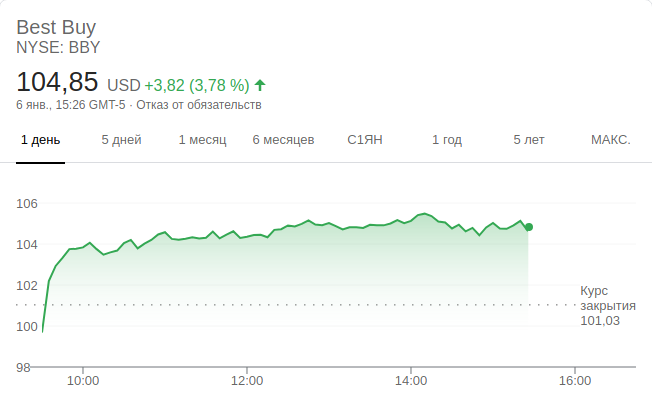 Best Buy
NYSE: BBY
104,85 USD +3,82 (3,78 %)
6 янв., 15:26 GMT-5 · Отказ от обязательств
1 день 5 дней 1 месяц 6 месяцев С1ЯН 1 год 5 лет МАКС.
106
104
102
Курс
закрытия
101,03
100
98
10:00 12:00 14:00 16:00